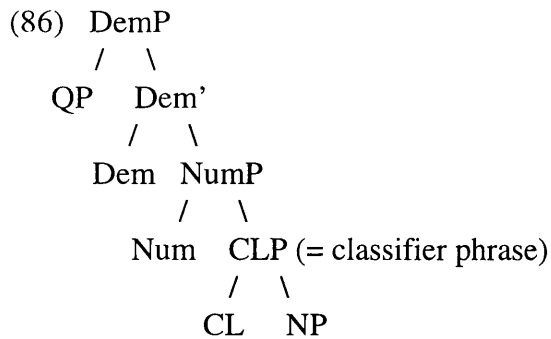 (86) DemP
/ \
QP Dem’
/ \
Dem NumP
/ \
Num CLP (= classifier phrase)
/ \
CL NP